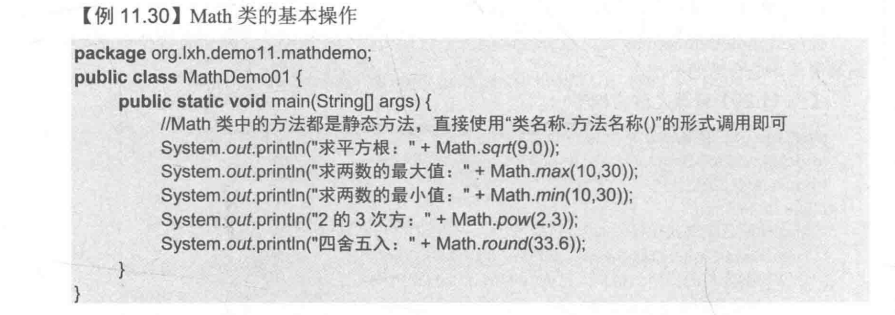 【例 11.30】Math 类的基本操作
package org.lxh.demo11.mathdemo;
public class MathDemo01 {
public static void main(String[] args) {
//Math 类中的方法都是静态方法，直接使用“类名称.方法名称()”的形式调用即可
System.out.println("求平方根：" + Math.sqrt(9.0));
System.out.println("求两数的最大值：" + Math.max(10,30));
System.out.println("求两数的最小值：" + Math.min(10,30));
System.out.println("2 的 3 次方：" + Math.pow(2,3));
System.out.println("四舍五入：" + Math.round(33.6));
}
}